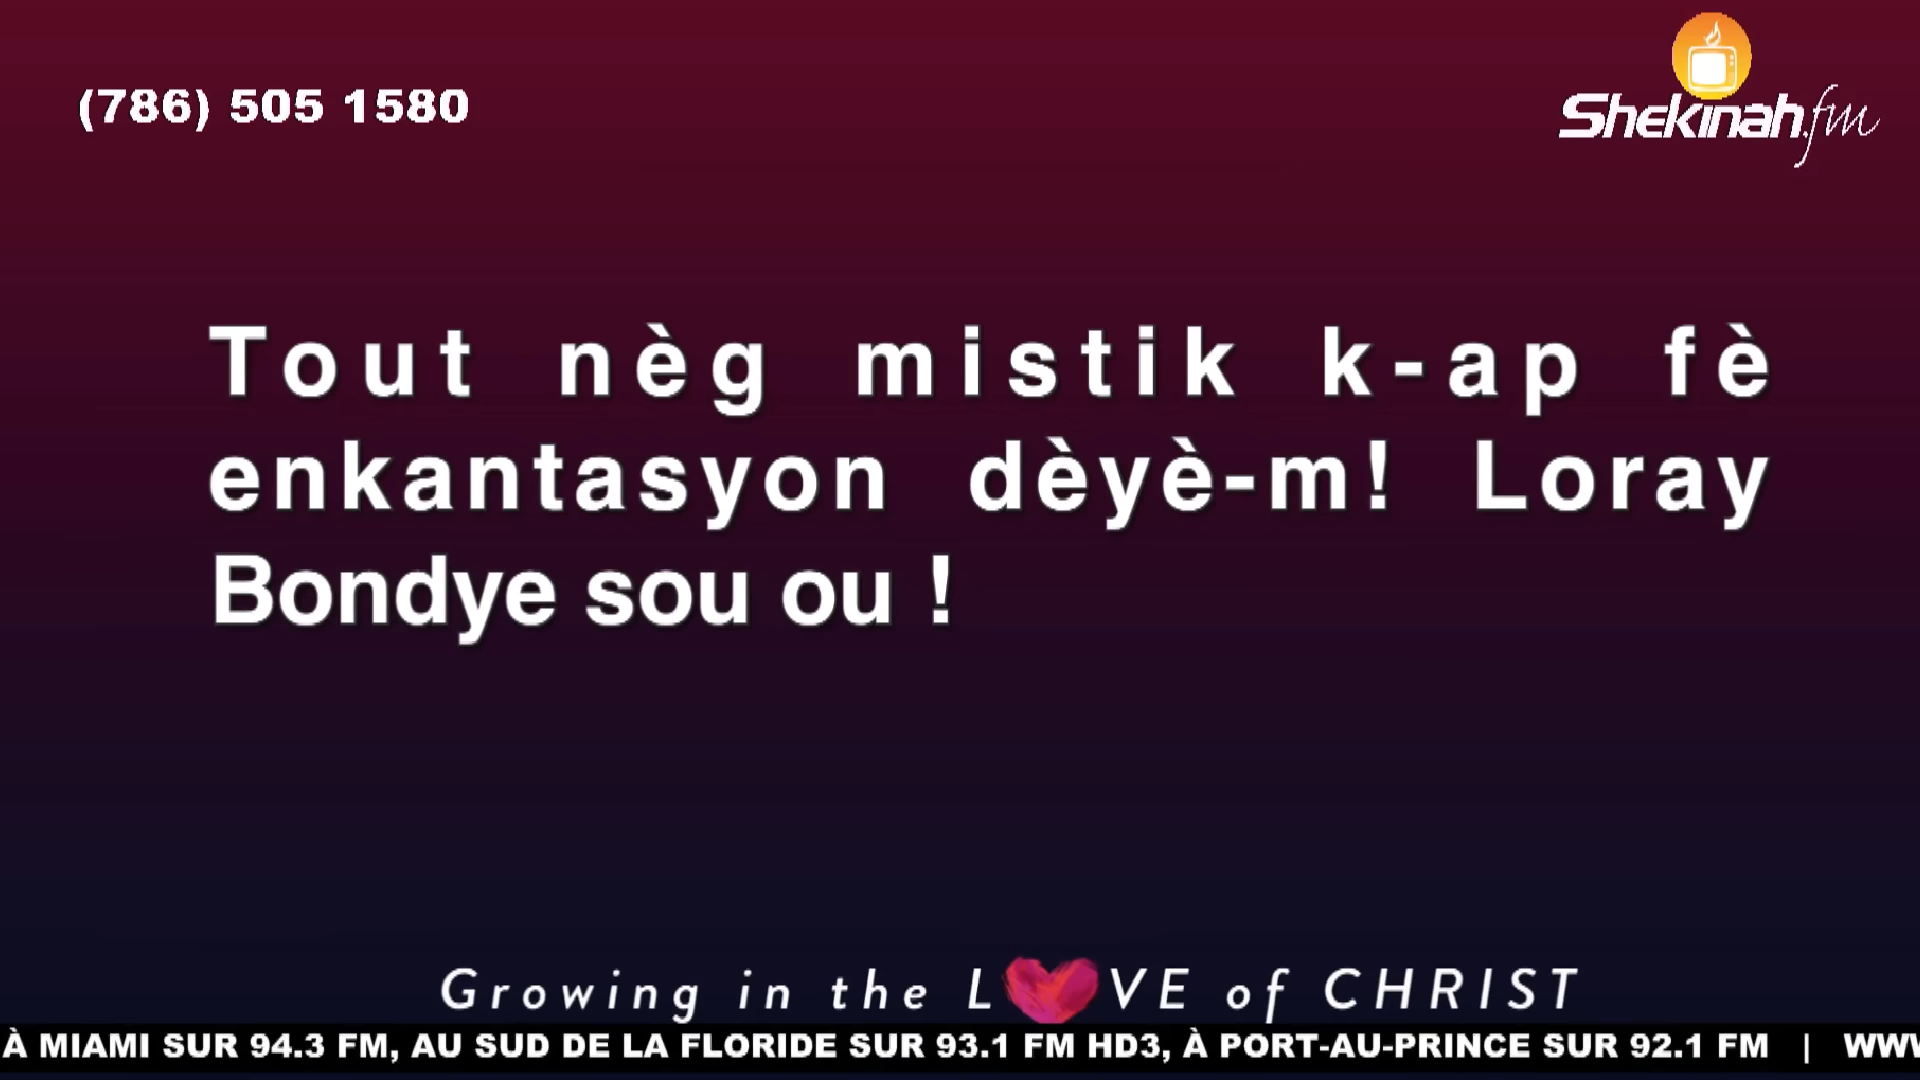 (786) 505 1580
Shekinah.fm
Tout nèg mistik k-ap fè
enkantasyon dèyè-m! Loray
Bondye sou ou !
Growing in the LOVE of CHRIST
À MIAMI SUR 94.3 FM, AU SUD DE LA FLORIDE SUR 93.1 FM HD3, À PORT-AU-PRINCE SUR 92.1 FM | WWW